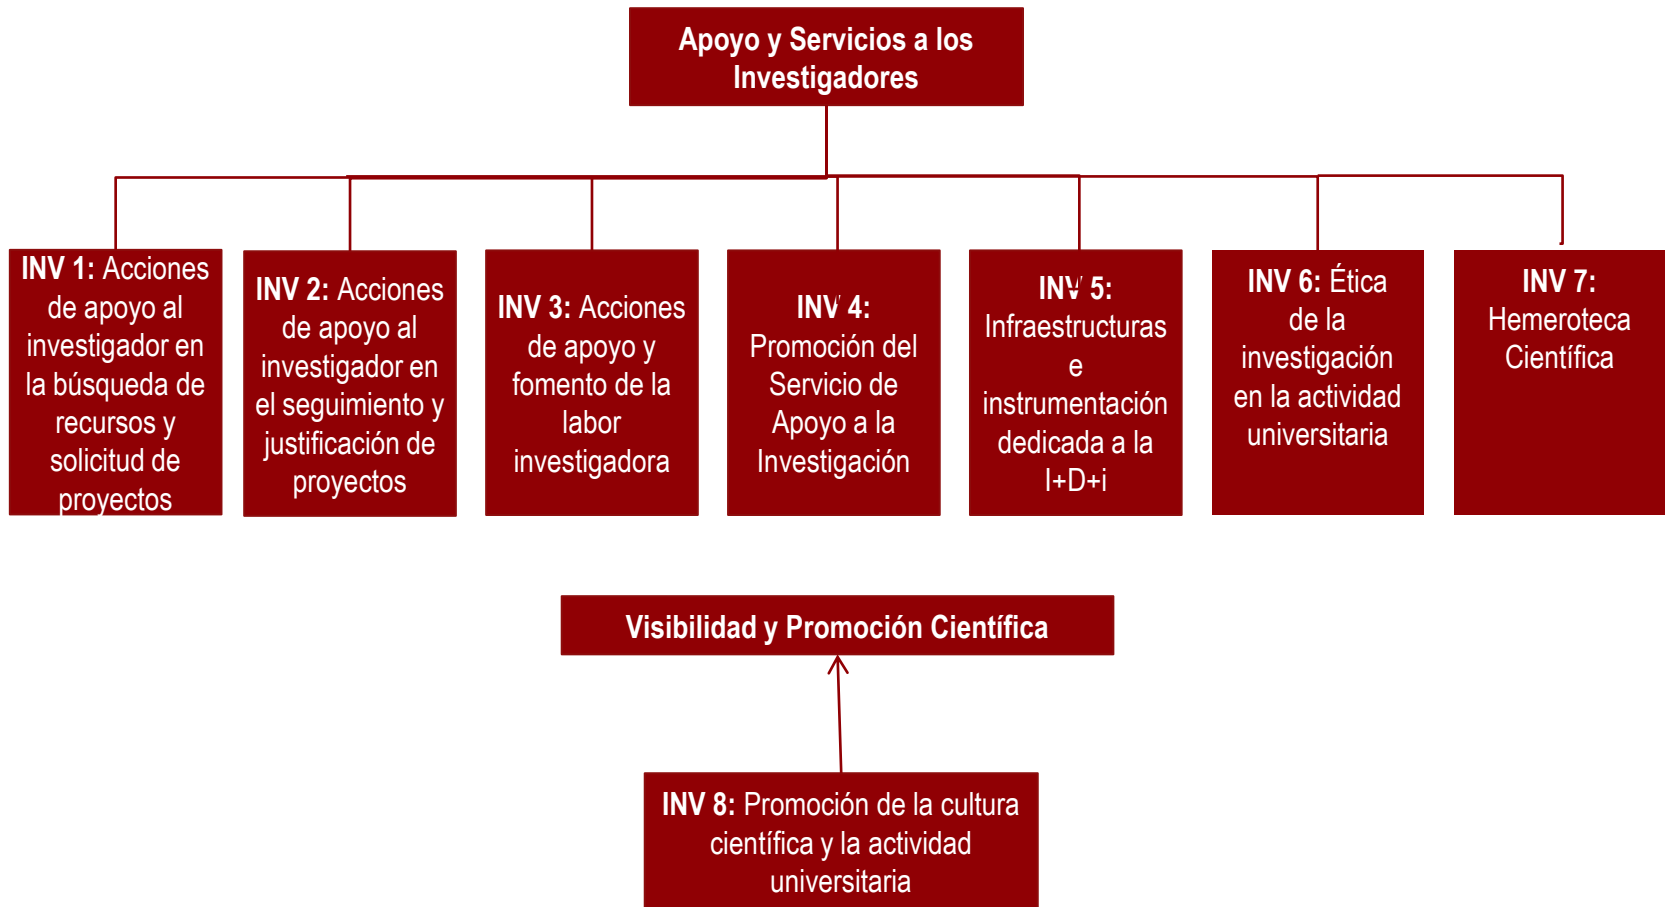 Apoyo y Servicios a los
Investigadores
INV 1: Acciones
de apoyo al
investigador en
la búsqueda de
recursos y
solicitud de
proyectos
INV 2: Acciones
de apoyo al
investigador en
el seguimiento y
justificación de
proyectos
INV 3: Acciones
de apoyo y
fomento de la
labor
investigadora
INV 4:
Promoción del
Servicio de
Apoyo a la
Investigación
INV 5:
Infraestructuras
e
instrumentación
dedicada a la
I+D+i
INV 6: Ética
de la
investigación
en la actividad
universitaria
INV 7:
Hemeroteca
Científica
Visibilidad y Promoción Científica
INV 8: Promoción de la cultura
científica y la actividad
universitaria